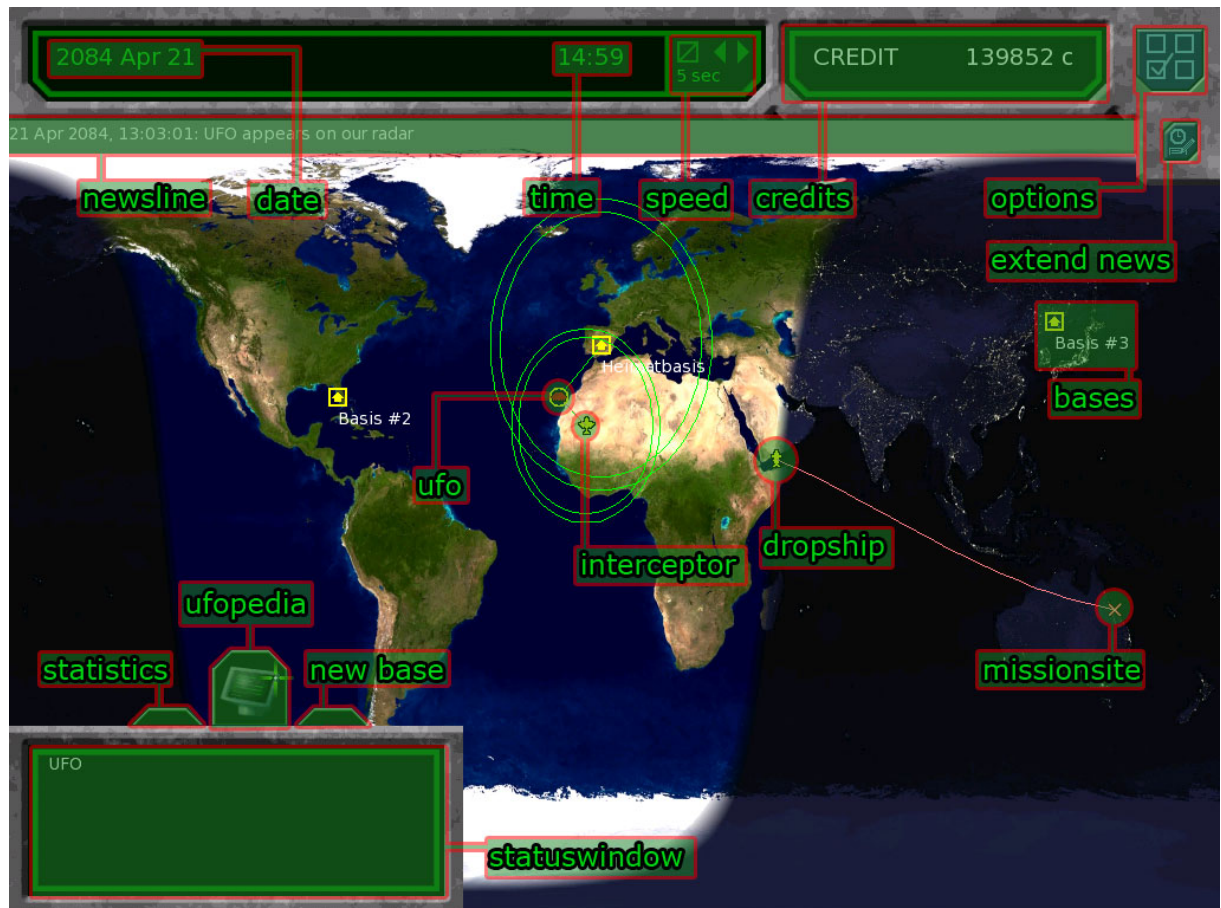 2084 Apr 21
14:59
5 sec
CREDIT 139852 c
21 Apr 2084, 13:03:01: UFO appears on our radar
newsline
date
time
speed
credits
options
extend news
Basis #3
bases
Heimatbasis
Basis #2
ufo
interceptor
dropship
ufopedia
statistics
new base
missionsite
UFO
statuswindow